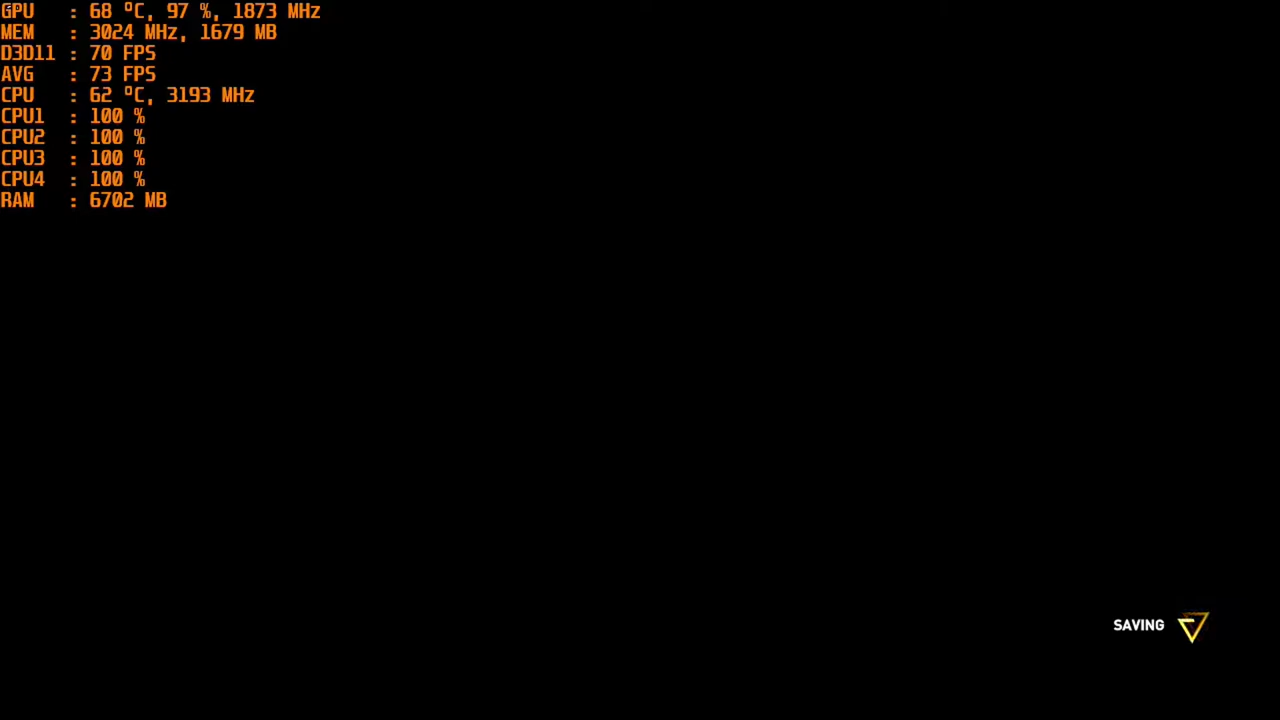 GPU : 68 °C, 97 %, 1873 MHz
MEM : 3024 MHz, 1679 MB
D3D11 : 70 FPS
AVG : 73 FPS
CPU : 62 °C, 3193 MHz
CPU1 : 100 %
CPU2 : 100 %
CPU3 : 100 %
CPU4 : 100 %
RAM : 6702 MB
SAVING